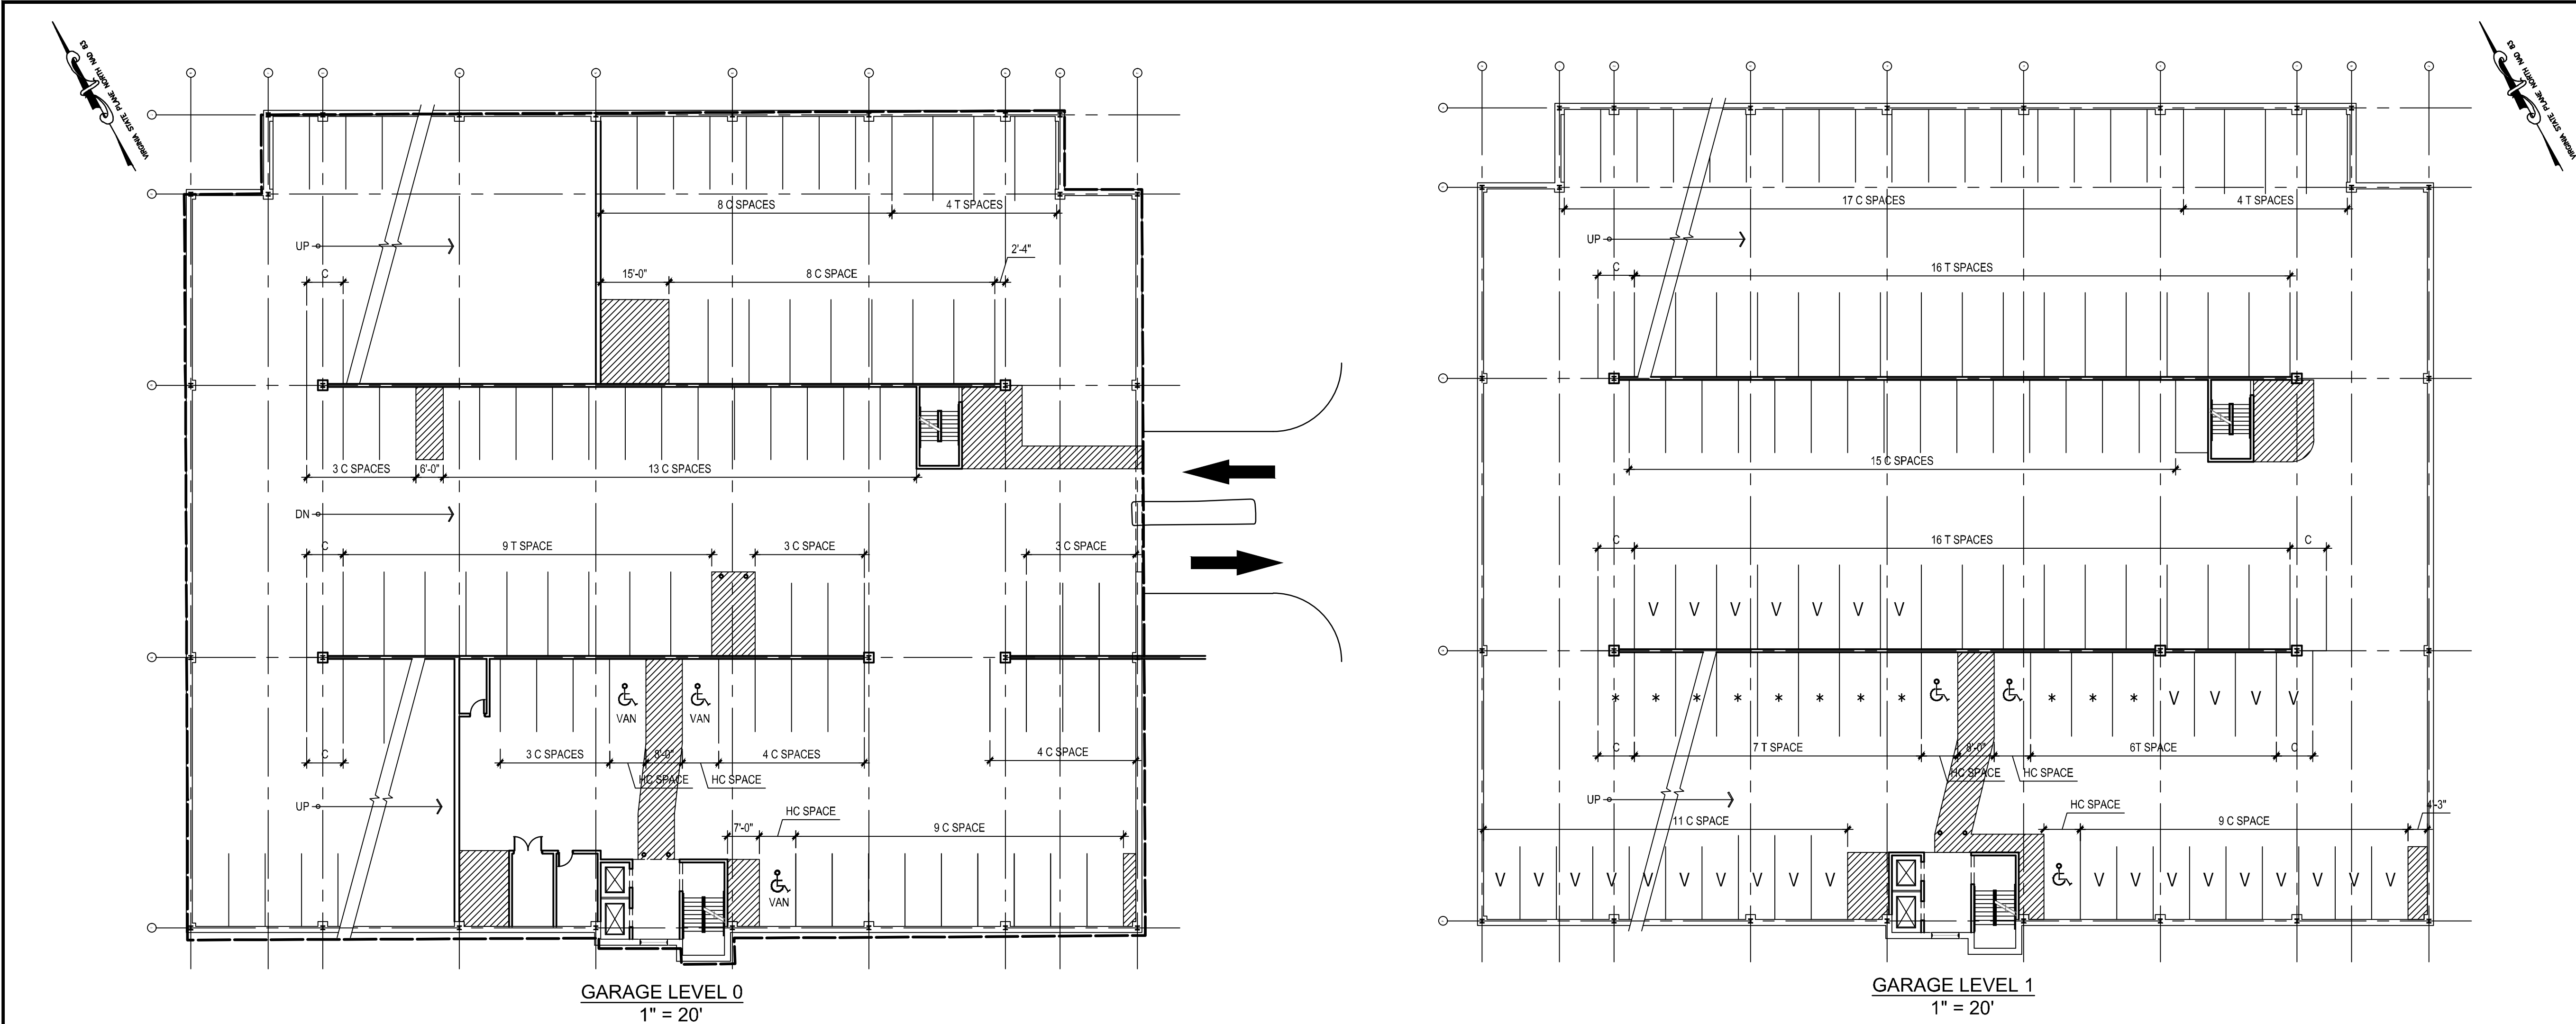 VIRGINIA STATE PLANE NORTH NAD 83
8 C SPACES
4 T SPACES
UP
2'-4"
C
15'-0"
8 C SPACE
3 C SPACES
6'-0"
13 C SPACES
DN
C
9 T SPACE
3 C SPACE
3 C SPACE
VAN
VAN
C
3 C SPACES
8'-0"
4 C SPACES
4 C SPACE
HC SPACE
HC SPACE
UP
7'-0"
HC SPACE
9 C SPACE
VAN
GARAGE LEVEL 0
1" = 20'
VIRGINIA STATE PLANE NORTH NAD 83
17 C SPACES
4 T SPACES
UP
C
16 T SPACES
15 C SPACES
C
16 T SPACES
C
V V V V V V V
* * * * * * * * * * * V V V V
C
7 T SPACE
8'-0"
6T SPACE
C
HC SPACE
HC SPACE
UP
11 C SPACE
HC SPACE
9 C SPACE
4'-3"
V V V V V V V V V V V V V V V V V V V
GARAGE LEVEL 1
1" = 20'